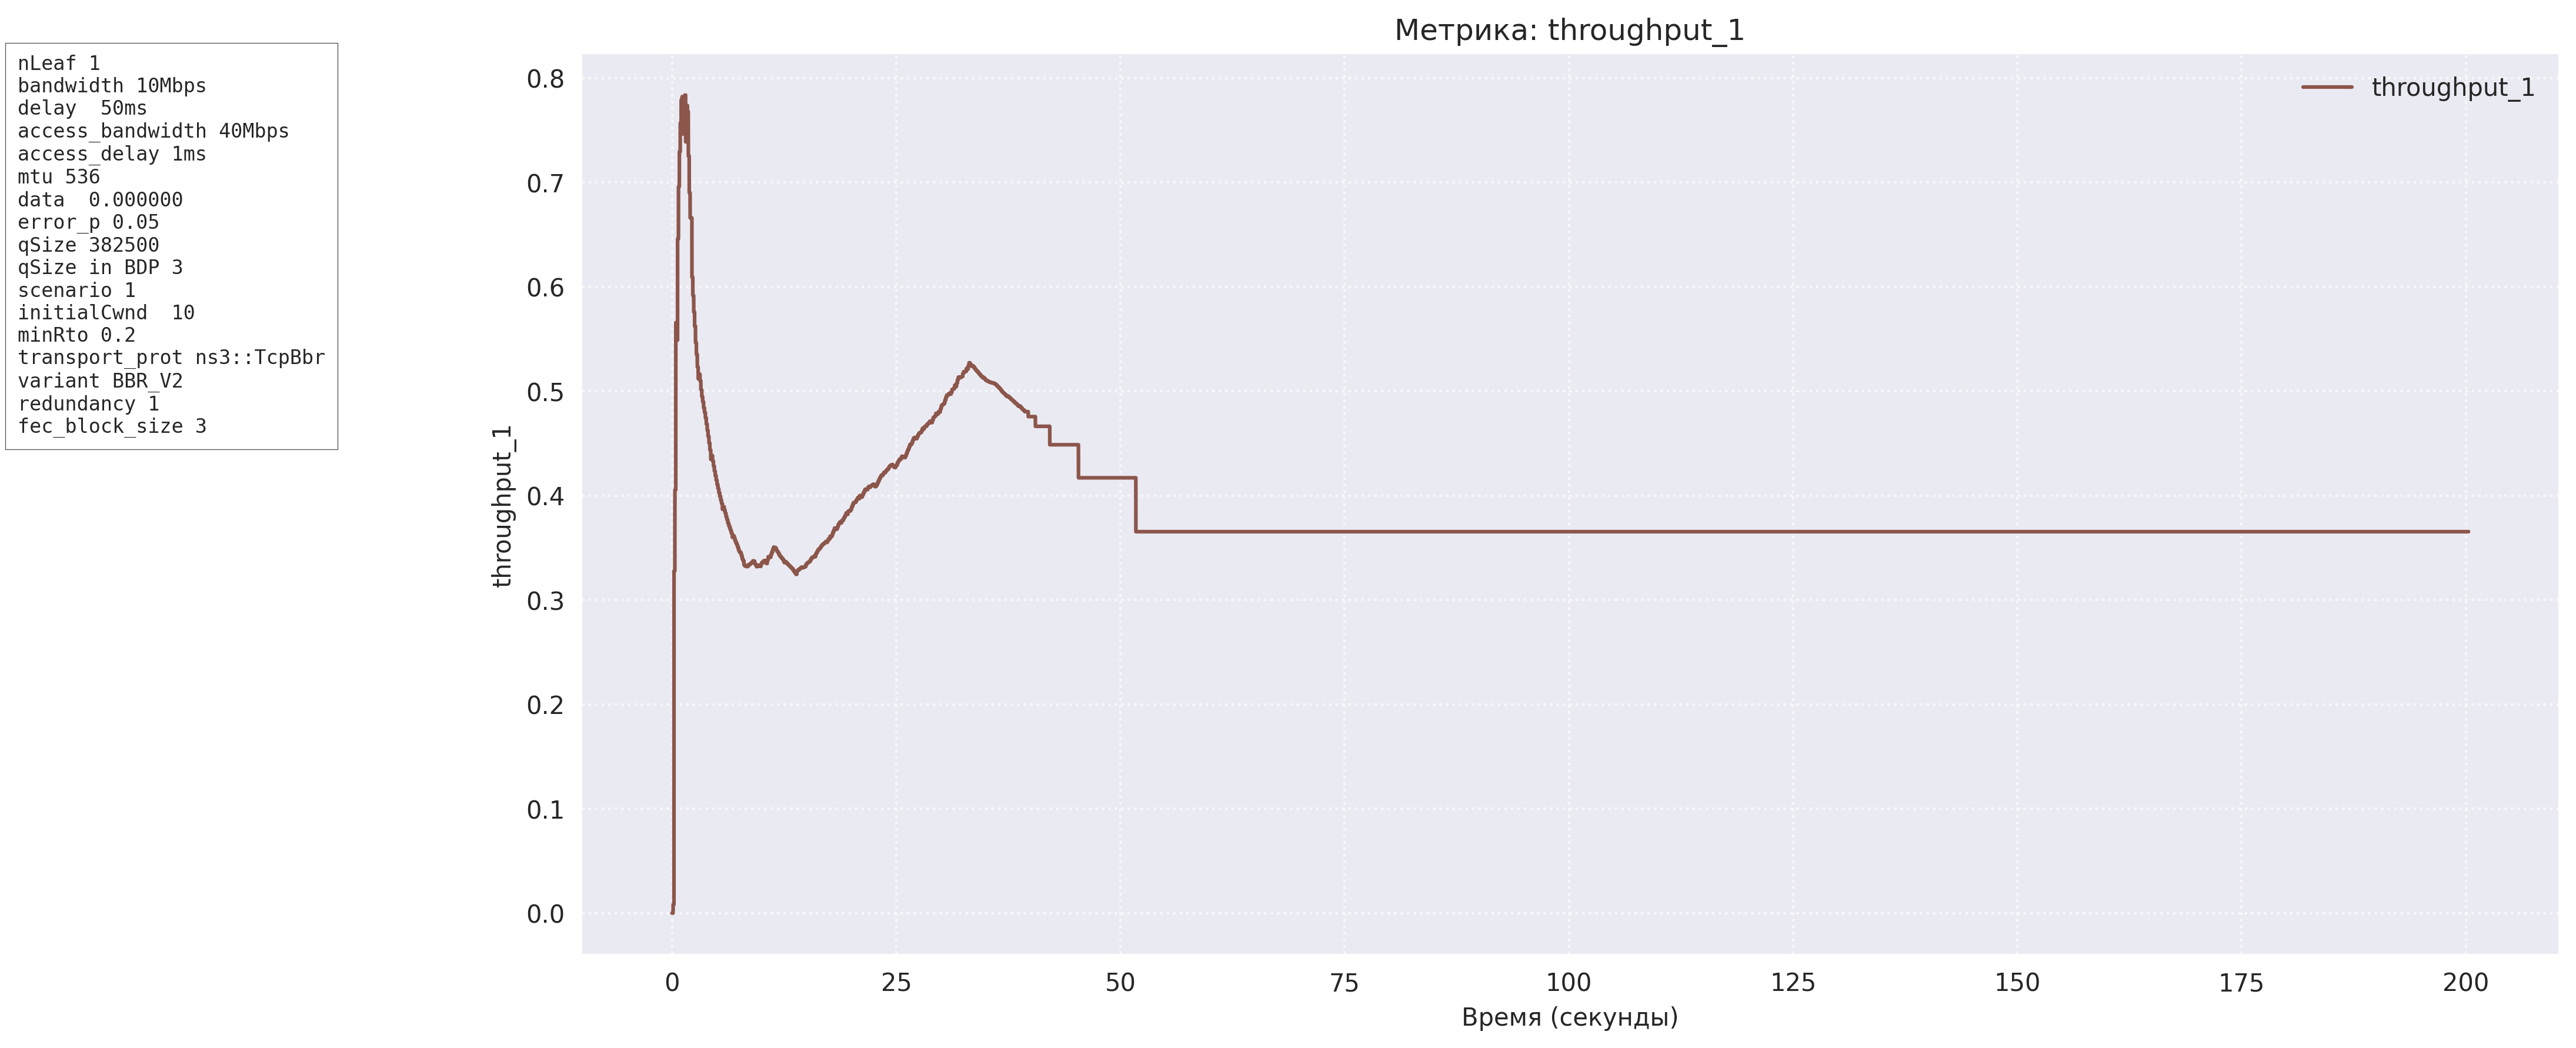 Метрика: throughput_1
nLeaf 1
bandwidth 10Mbps
delay  50ms
access_bandwidth 40Mbps
access_delay 1ms
mtu 536
data  0.000000
error_p 0.05
qSize 382500
qSize in BDP 3
scenario 1
initialCwnd  10
minRto 0.2
transport_prot ns3::TcpBbr
variant BBR_V2
redundancy 1
fec_block_size 3
throughput_1
throughput_1
0.8
0.7
0.6
0.5
0.4
0.3
0.2
0.1
0.0
0 25 50 75 100 125 150 175 200
Время (секунды)